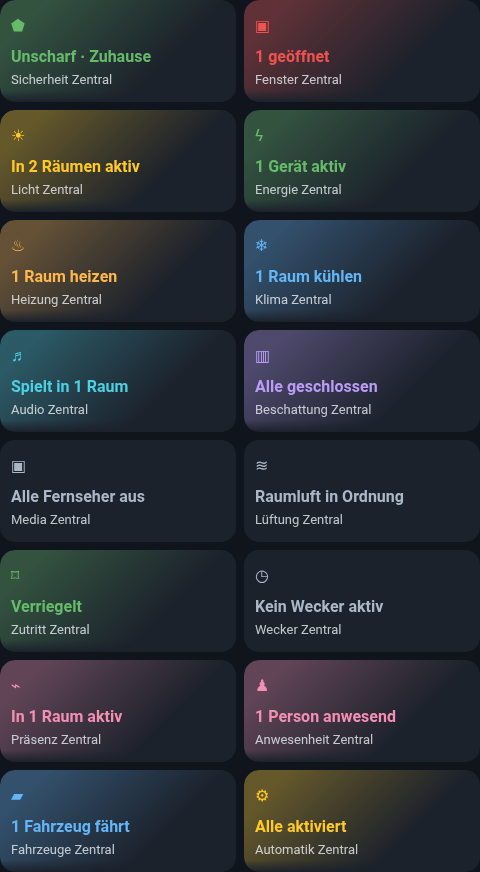 Unscharf · Zuhause
Sicherheit Zentral
1 geöffnet
Fenster Zentral
In 2 Räumen aktiv
Licht Zentral
1 Gerät aktiv
Energie Zentral
1 Raum heizen
Heizung Zentral
1 Raum kühlen
Klima Zentral
Spielt in 1 Raum
Audio Zentral
Alle geschlossen
Beschattung Zentral
Alle Fernseher aus
Media Zentral
Raumluft in Ordnung
Lüftung Zentral
Verriegelt
Zutritt Zentral
Kein Wecker aktiv
Wecker Zentral
In 1 Raum aktiv
Präsenz Zentral
1 Person anwesend
Anwesenheit Zentral
1 Fahrzeug fährt
Fahrzeuge Zentral
Alle aktiviert
Automatik Zentral